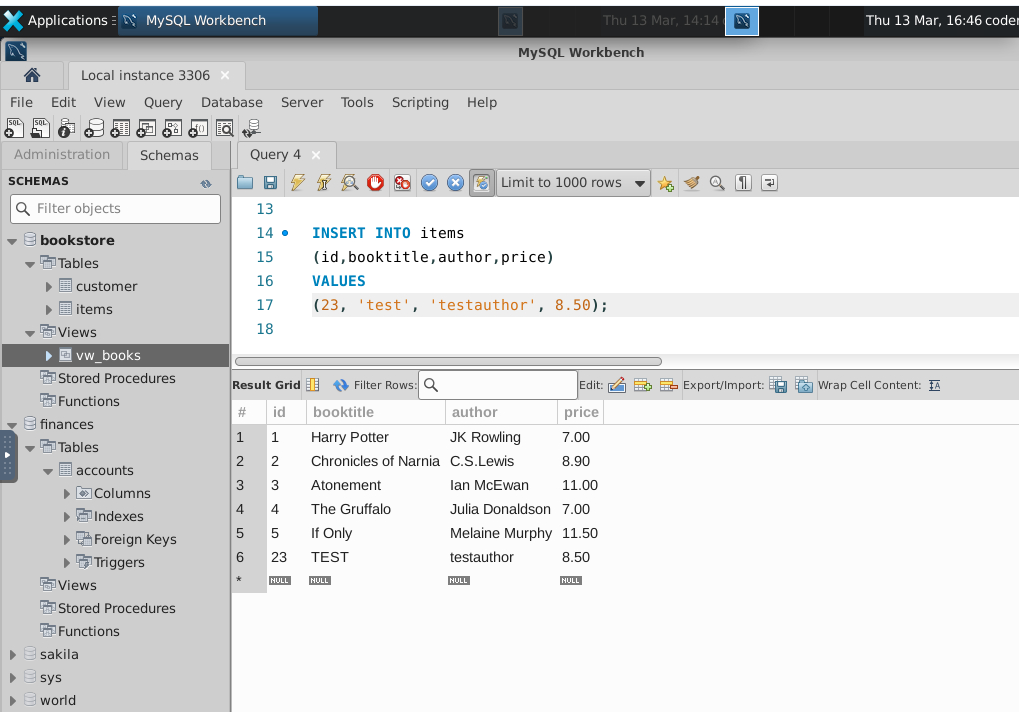 Applications MySQL Workbench Thu 13 Mar, 14:14 Thu 13 Mar, 16:46 coder
MySQL Workbench
Local instance 3306 ×
File Edit View Query Database Server Tools Scripting Help
Administration Schemas Query 4 ×
SCHEMAS
Limit to 1000 rows
Filter objects
bookstore
Tables
customer
items
Views
vw_books
Stored Procedures
Functions
finances
Tables
accounts
Columns
Indexes
Foreign Keys
Triggers
Views
Stored Procedures
Functions
sakila
sys
world
13
14 INSERT INTO items
15 (id,booktitle,author,price)
16 VALUES
17 (23, 'test', 'testauthor', 8.50);
18
Result Grid Filter Rows: Edit: Export/Import: Wrap Cell Content: IA
# id booktitle author price
1 1 Harry Potter JK Rowling 7.00
2 2 Chronicles of Narnia C.S.Lewis 8.90
3 3 Atonement Ian McEwan 11.00
4 4 The Gruffalo Julia Donaldson 7.00
5 5 If Only Melaine Murphy 11.50
6 23 TEST testauthor 8.50
* NULL NULL NULL NULL